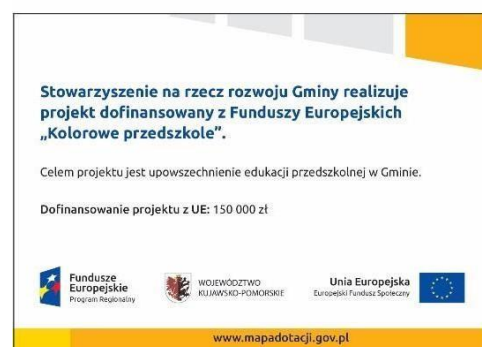 Stowarzyszenie na rzecz rozwoju Gminy realizuje
projekt dofinansowany z Funduszy Europejskich
„Kolorowe przedszkole”.
Celem projektu jest upowszechnienie edukacji przedszkolnej w Gminie.
Dofinansowanie projektu z UE: 150 000 zł
Fundusze
Europejskie
Program Regionalny
WOJEWÓDZTWO
KUJAWSKO-POMORSKIE
Unia Europejska
Europejski Fundusz Społeczny
www.mapadotacji.gov.pl